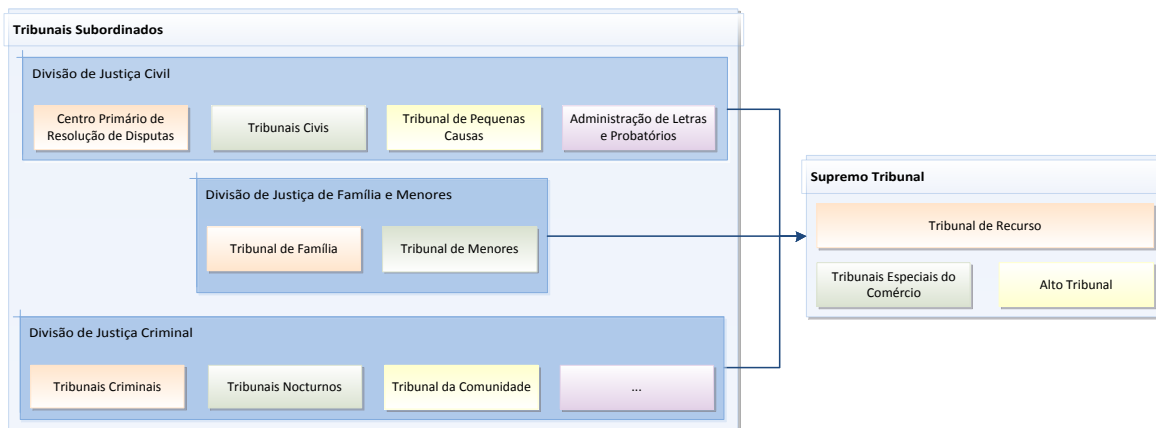 Tribunais Subordinados
Divisão de Justiça Civil
Centro Primário de
Resolução de Disputas
Tribunais Civis
Tribunal de Pequenas
Causas
Administração de Letras
e Probatórios
Divisão de Justiça de Família e Menores
Tribunal de Família
Tribunal de Menores
Divisão de Justiça Criminal
Tribunais Criminais
Tribunais Nocturnos
Tribunal da Comunidade
...
Supremo Tribunal
Tribunal de Recurso
Tribunais Especiais do
Comércio
Alto Tribunal